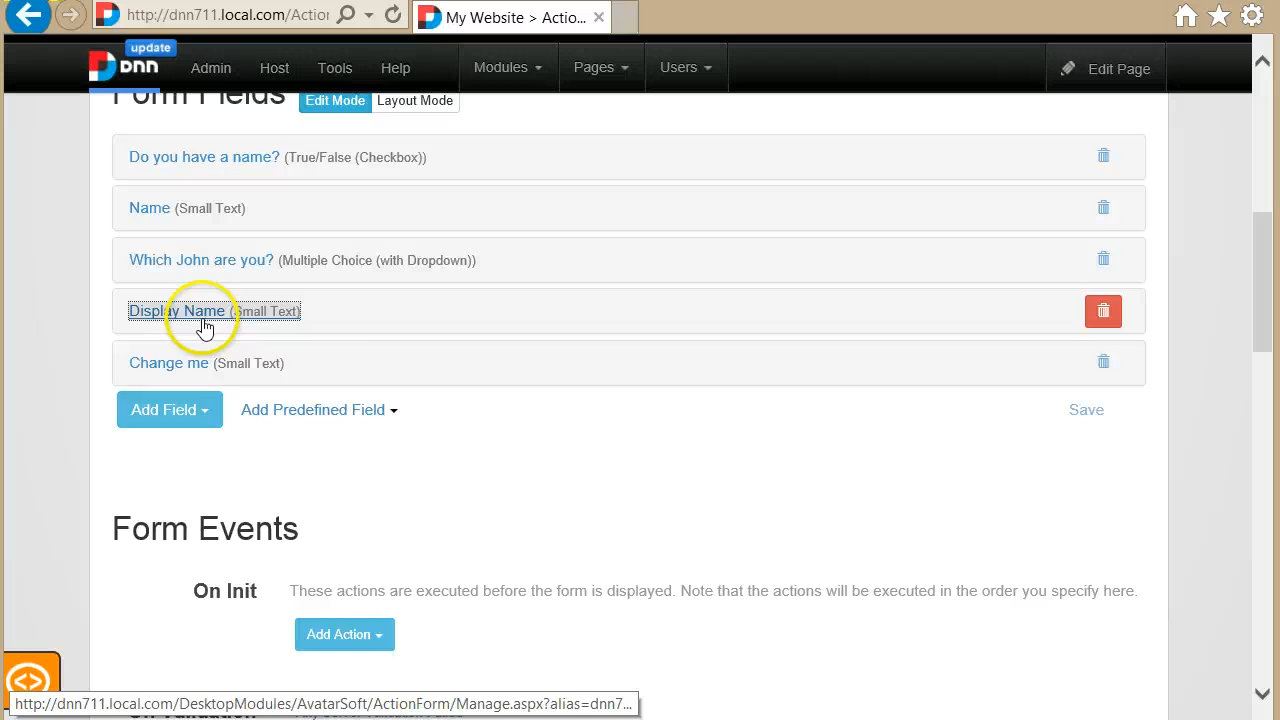 http://dnn711.local.com/Action
My Website > Actio...
update
DNN
Admin
Host
Tools
Help
Modules
Pages
Users
Edit Page
Form Fields
Edit Mode
Layout Mode
Do you have a name? (True/False (Checkbox))
Name (Small Text)
Which John are you? (Multiple Choice (with Dropdown))
Display Name (Small Text)
Change me (Small Text)
Add Field
Add Predefined Field
Save
Form Events
On Init
These actions are executed before the form is displayed. Note that the actions will be executed in the order you specify here.
Add Action
http://dnn711.local.com/DesktopModules/AvatarSoft/ActionForm/Manage.aspx?alias=dnn7...